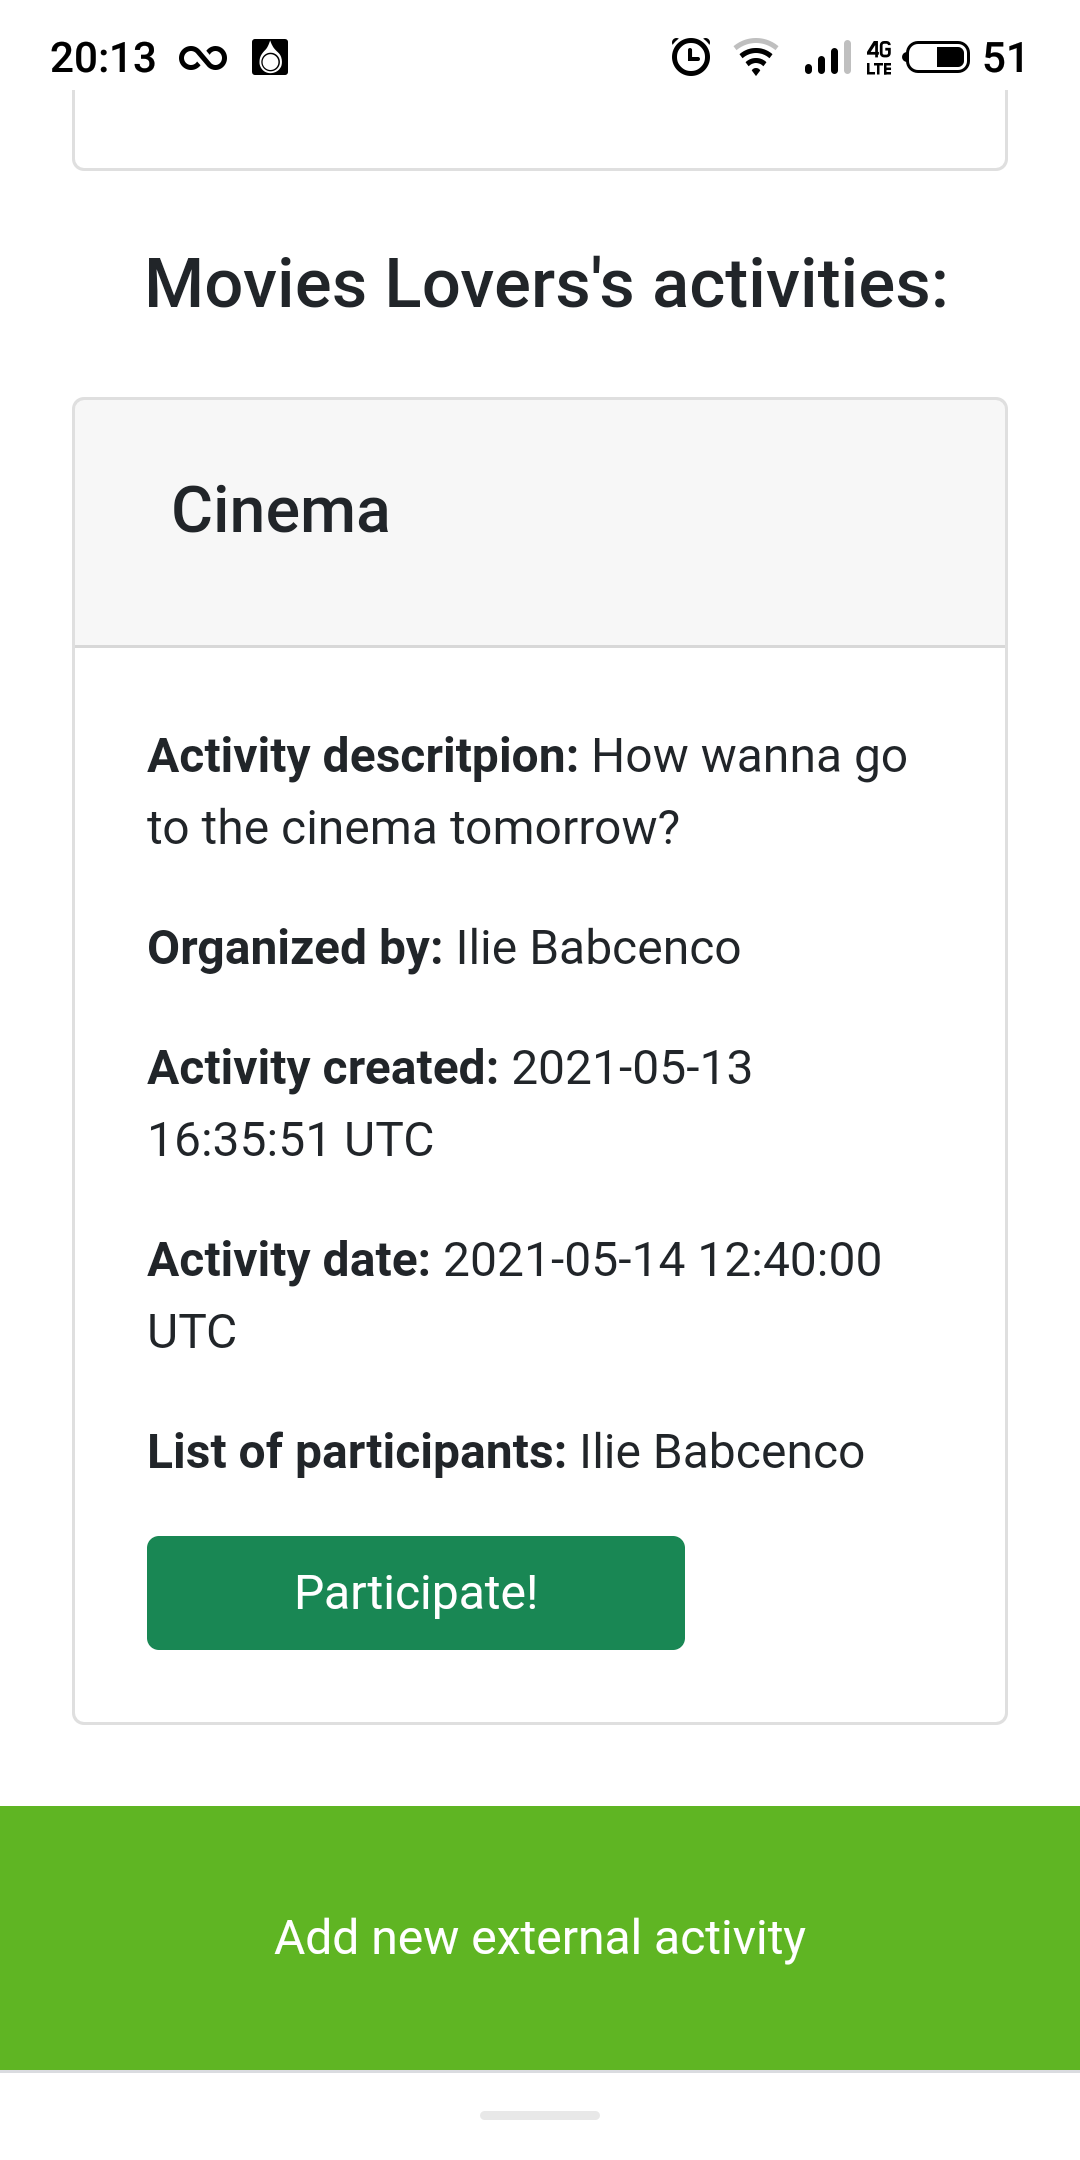 20:13 4G LTE 51
Movies Lovers's activities:
Cinema
Activity descritpion: How wanna go
to the cinema tomorrow?
Organized by: Ilie Babcenco
Activity created: 2021-05-13
16:35:51 UTC
Activity date: 2021-05-14 12:40:00
UTC
List of participants: Ilie Babcenco
Participate!
Add new external activity